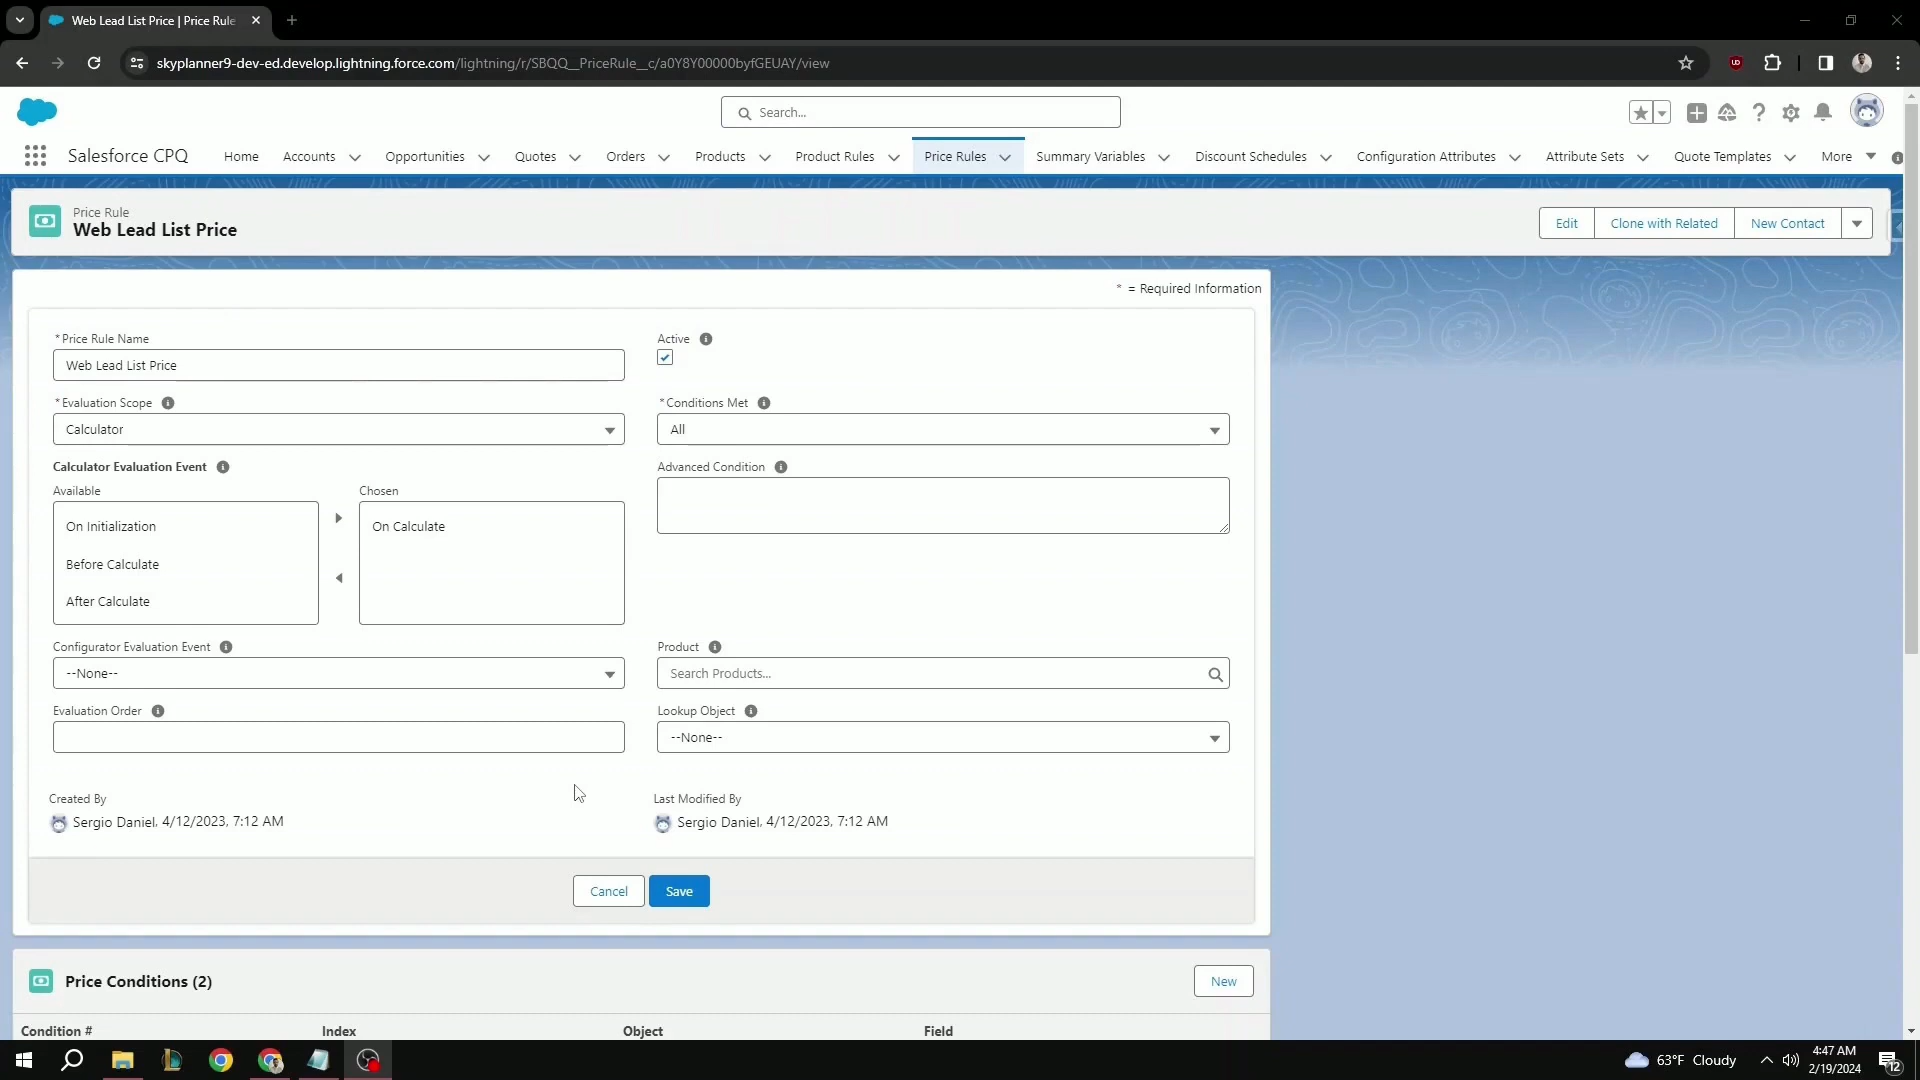 Web Lead List Price | Price Rule
skyplanner9-dev-ed.develop.lightning.force.com/lightning/r/SBQQ__PriceRule__c/a0Y8Y00000byfGEUAY/view
Search...
Salesforce CPQ Home Accounts Opportunities Quotes Orders Products Product Rules Price Rules Summary Variables Discount Schedules Configuration Attributes Attribute Sets Quote Templates More
Price Rule
Web Lead List Price
Edit Clone with Related New Contact
* = Required Information
*Price Rule Name Active
Web Lead List Price
*Evaluation Scope *Conditions Met
Calculator All
Calculator Evaluation Event Advanced Condition
Available Chosen
On Initialization On Calculate
Before Calculate
After Calculate
Configurator Evaluation Event Product
--None-- Search Products...
Evaluation Order Lookup Object
--None--
Created By Last Modified By
Sergio Daniel, 4/12/2023, 7:12 AM Sergio Daniel, 4/12/2023, 7:12 AM
Cancel Save
Price Conditions (2) New
Condition # Index Object Field
63°F Cloudy
4:47 AM
2/19/2024
12